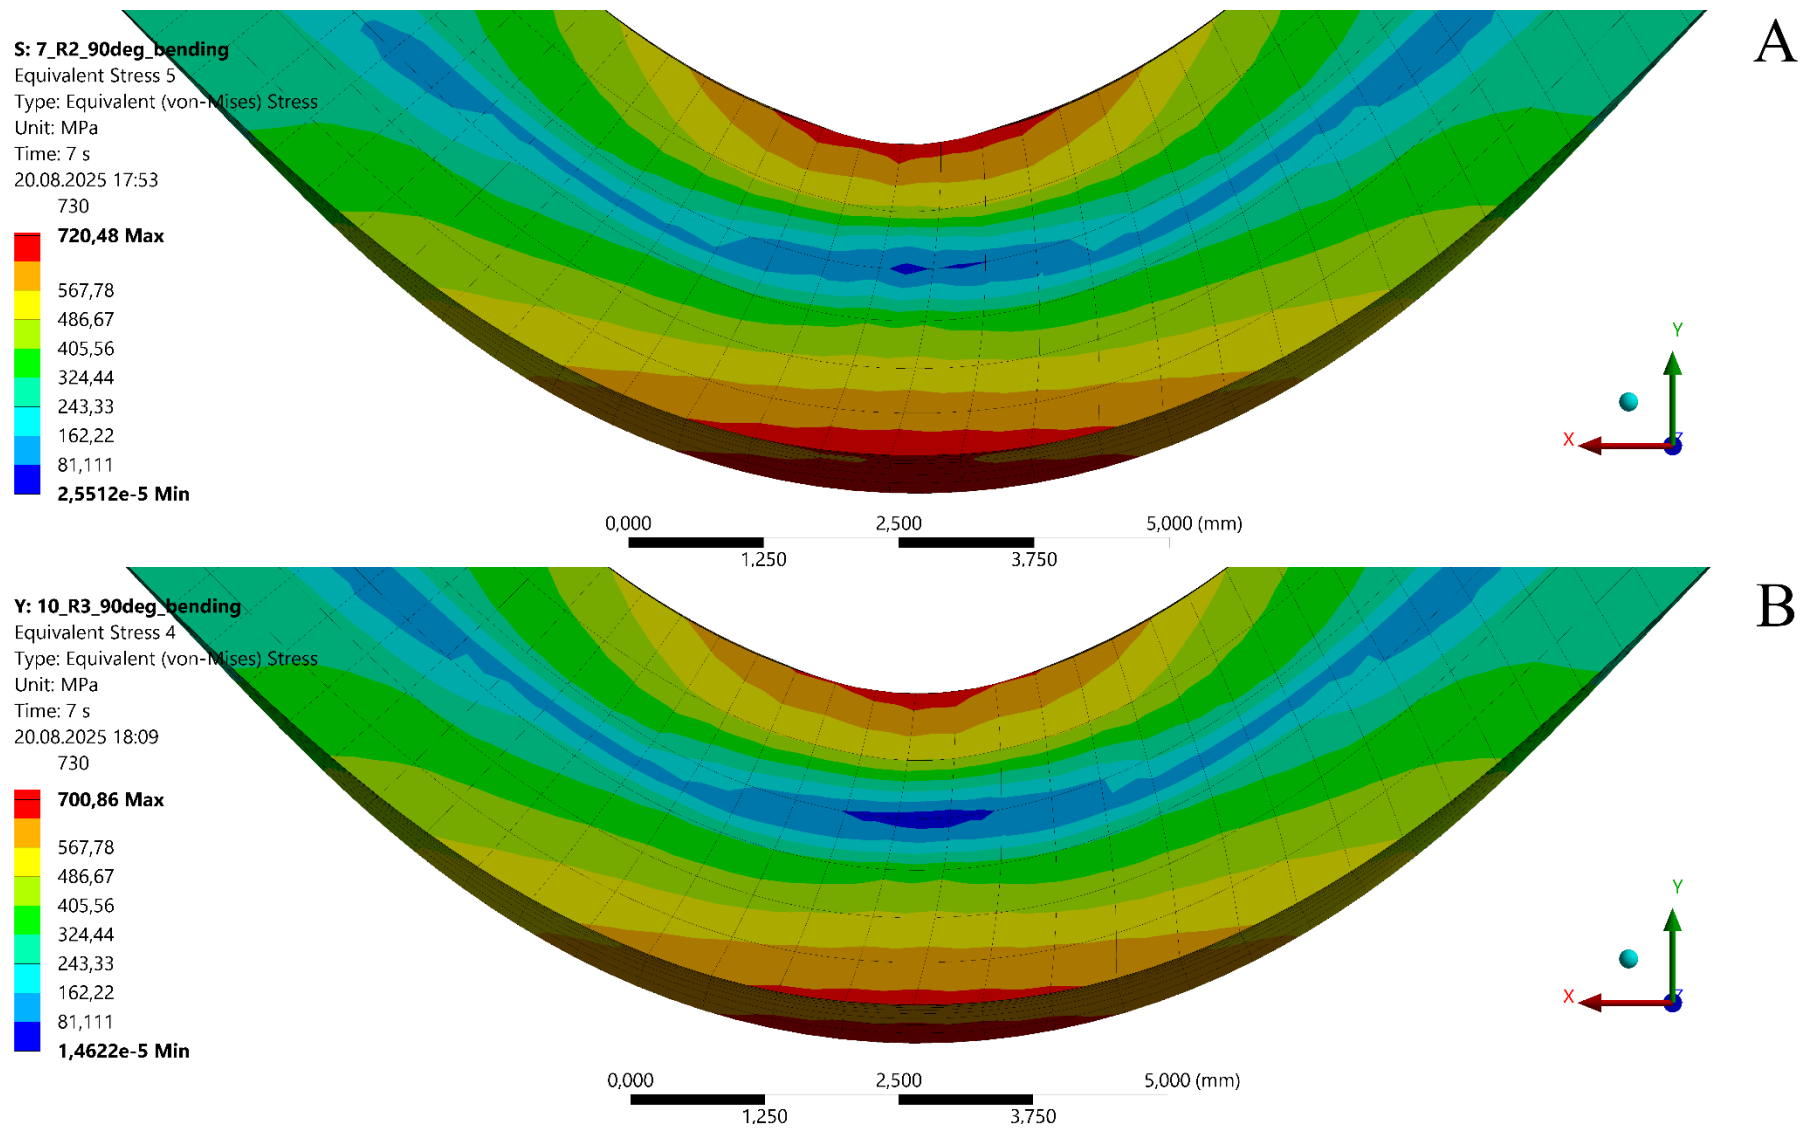 A
S: 7_R2_90deg_bending
Equivalent Stress 5
Type: Equivalent (von-Mises) Stress
Unit: MPa
Time: 7 s
20.08.2025 17:53
730
720,48 Max
567,78
486,67
405,56
324,44
243,33
162,22
81,111
2,5512e-5 Min
Y
X
Z
0,000 2,500 5,000 (mm)
1,250 3,750
B
Y: 10_R3_90deg_bending
Equivalent Stress 4
Type: Equivalent (von-Mises) Stress
Unit: MPa
Time: 7 s
20.08.2025 18:09
730
700,86 Max
567,78
486,67
405,56
324,44
243,33
162,22
81,111
1,4622e-5 Min
Y
X
Z
0,000 2,500 5,000 (mm)
1,250 3,750